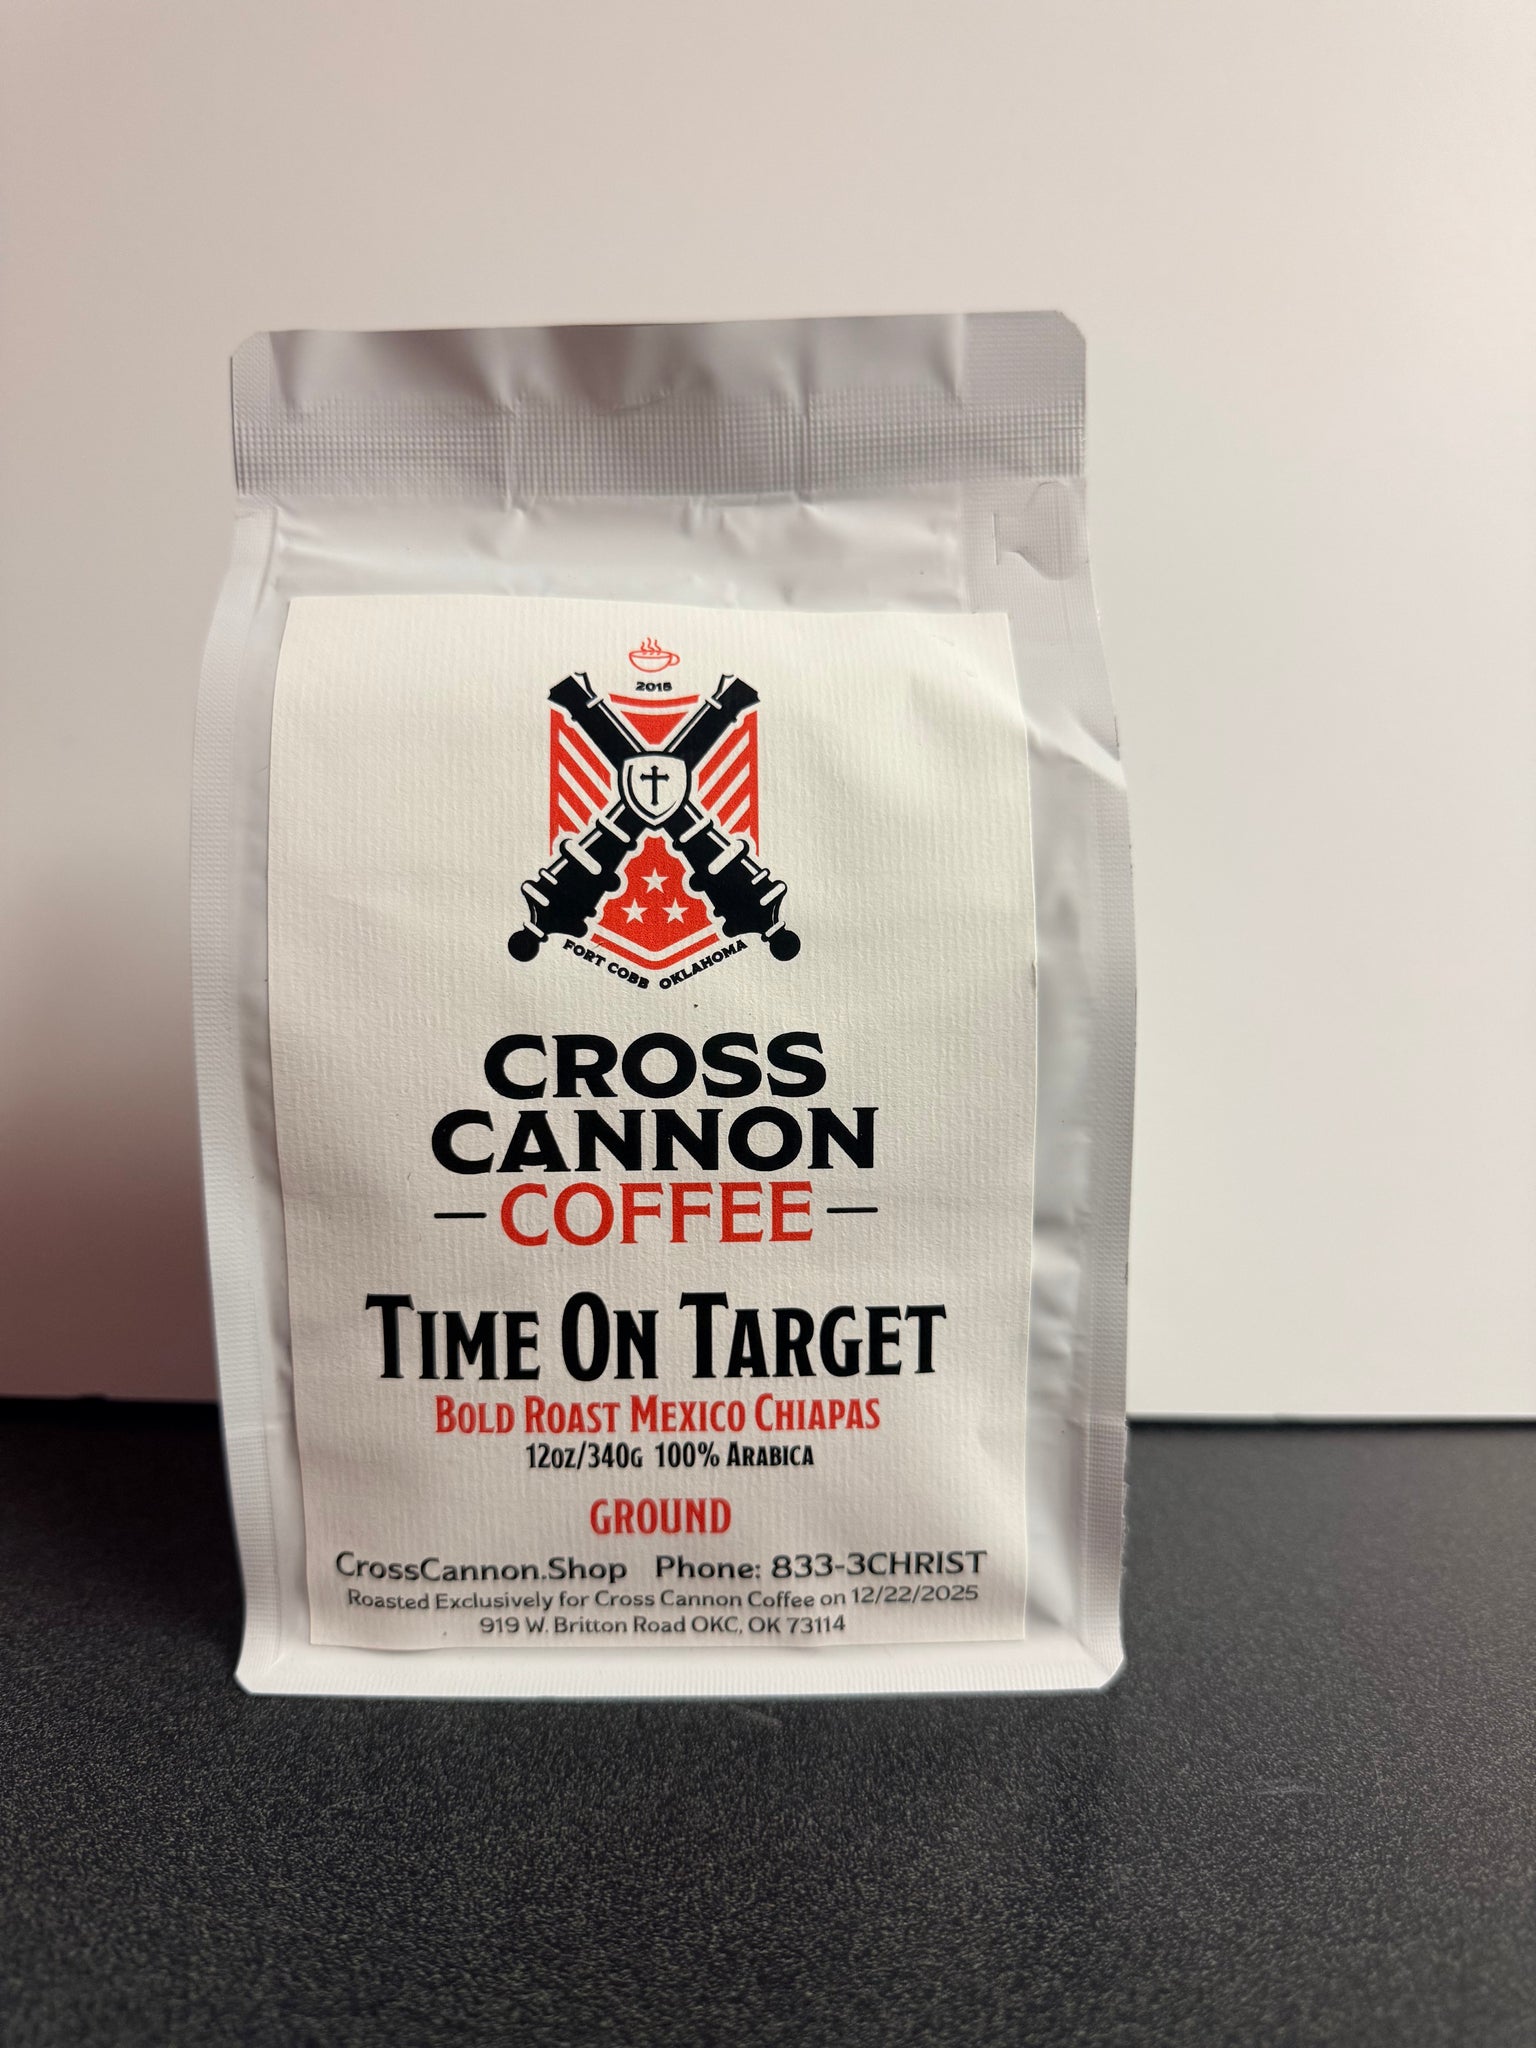 2015
FORT COBB OKLAHOMA
CROSS
CANNON
COFFEE
TIME ON TARGET
BOLD ROAST MEXICO CHIAPAS
12OZ/340G 100% ARABICA
GROUND
CrossCannon.Shop Phone: 833-3CHRIST
Roasted Exclusively for Cross Cannon Coffee on 12/22/2025
919 W. Britton Road OKC, OK 73114